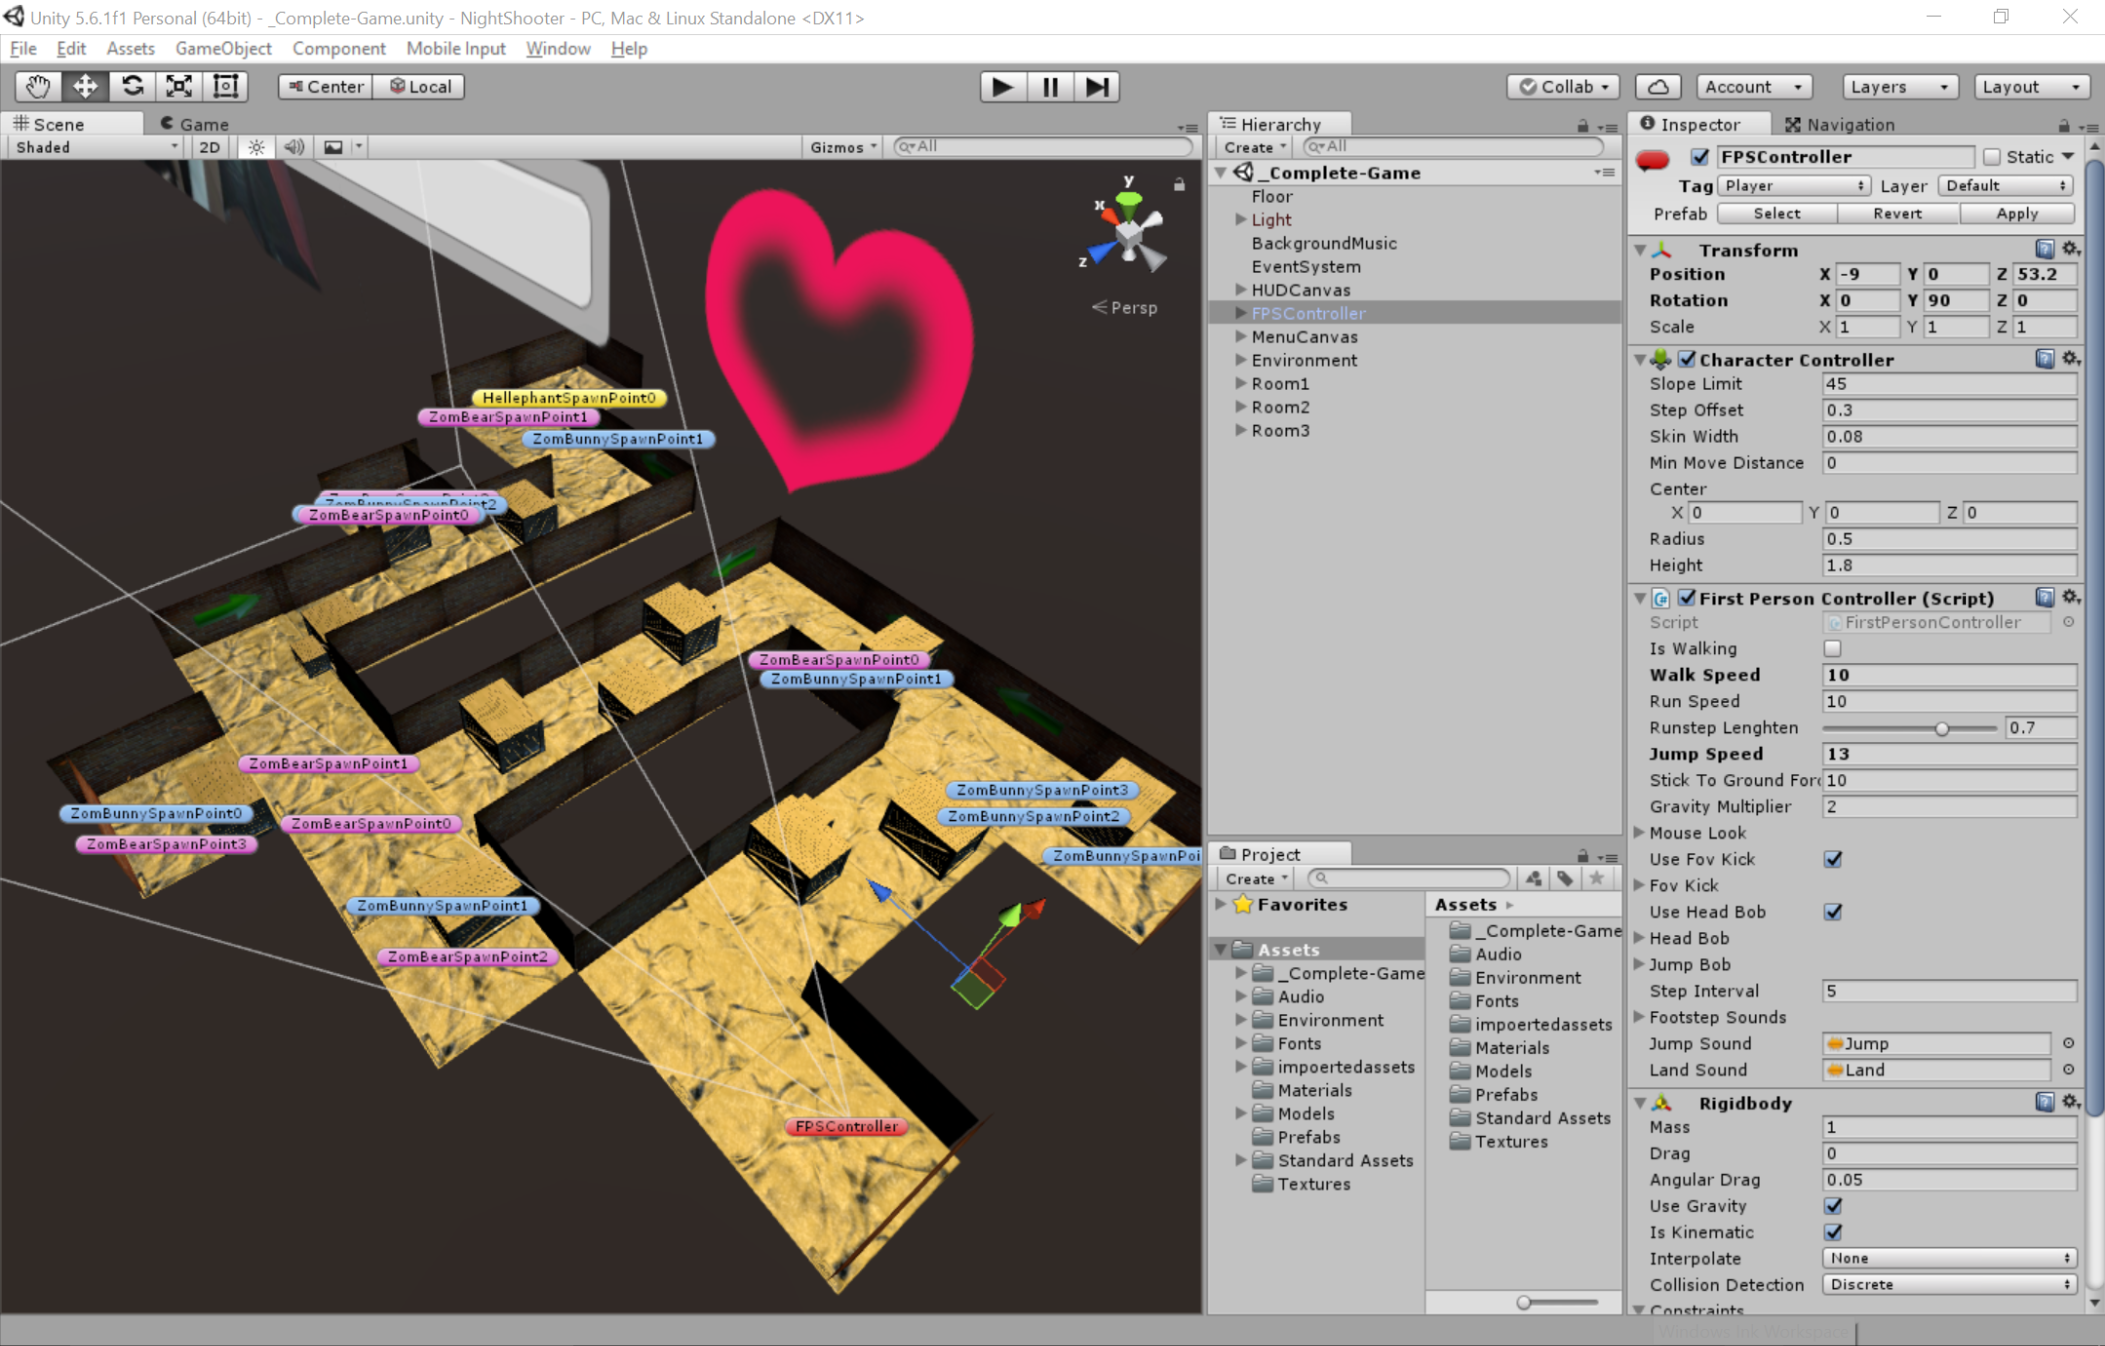 Unity 5.6.1f1 Personal (64bit) - _Complete-Game.unity - NightShooter - PC, Mac & Linux Standalone <DX11>
File Edit Assets GameObject Component Mobile Input Window Help
Center Local Collab Account Layers Layout
Scene Game
Shaded 2D Gizmos All
y
x
z
Persp
HellephantSpawnPoint0
ZomBearSpawnPoint1
ZomBunnySpawnPoint1
ZomBunnySpawnPoint2
ZomBearSpawnPoint0
ZomBearSpawnPoint0
ZomBunnySpawnPoint1
ZomBearSpawnPoint1
ZomBunnySpawnPoint3
ZomBunnySpawnPoint0
ZomBunnySpawnPoint2
ZomBearSpawnPoint0
ZomBearSpawnPoint3
ZomBunnySpawnPoi
ZomBunnySpawnPoint1
ZomBearSpawnPoint2
FPSController
Hierarchy
Create All
_Complete-Game
Floor
Light
BackgroundMusic
EventSystem
HUDCanvas
FPSController
MenuCanvas
Environment
Room1
Room2
Room3
Project
Create
Favorites
Assets
_Complete-Game
Audio
Environment
Fonts
impoertedassets
Materials
Models
Prefabs
Standard Assets
Textures
Assets
_Complete-Game
Audio
Environment
Fonts
impoertedassets
Materials
Models
Prefabs
Standard Assets
Textures
Inspector Navigation
FPSController Static
Tag Player Layer Default
Prefab Select Revert Apply
Transform
Position X -9 Y 0 Z 53.2
Rotation X 0 Y 90 Z 0
Scale X 1 Y 1 Z 1
Character Controller
Slope Limit 45
Step Offset 0.3
Skin Width 0.08
Min Move Distance 0
Center
X 0 Y 0 Z 0
Radius 0.5
Height 1.8
First Person Controller (Script)
Script FirstPersonController
Is Walking
Walk Speed 10
Run Speed 10
Runstep Lenghten 0.7
Jump Speed 13
Stick To Ground Forc 10
Gravity Multiplier 2
Mouse Look
Use Fov Kick
Fov Kick
Use Head Bob
Head Bob
Jump Bob
Step Interval 5
Footstep Sounds
Jump Sound Jump
Land Sound Land
Rigidbody
Mass 1
Drag 0
Angular Drag 0.05
Use Gravity
Is Kinematic
Interpolate None
Collision Detection Discrete
Constraints
Windows Ink Workspace